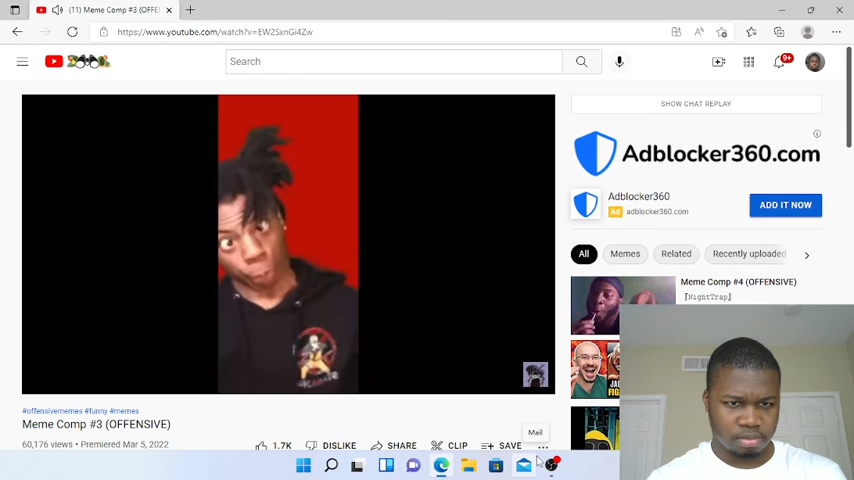 (11) Meme Comp #3 (OFFEN
https://www.youtube.com/watch?v=EW2SxnGi4Zw
Search
9+
SHOW CHAT REPLAY
Adblocker360.com
Adblocker360
Ad adblocker360.com
ADD IT NOW
All Memes Related Recently uploaded
Meme Comp #4 (OFFENSIVE)
『NightTrap』
#offensivememes #funny #memes
Mail
Meme Comp #3 (OFFENSIVE)
60,176 views • Premiered Mar 5, 2022
1.7K DISLIKE SHARE CLIP SAVE